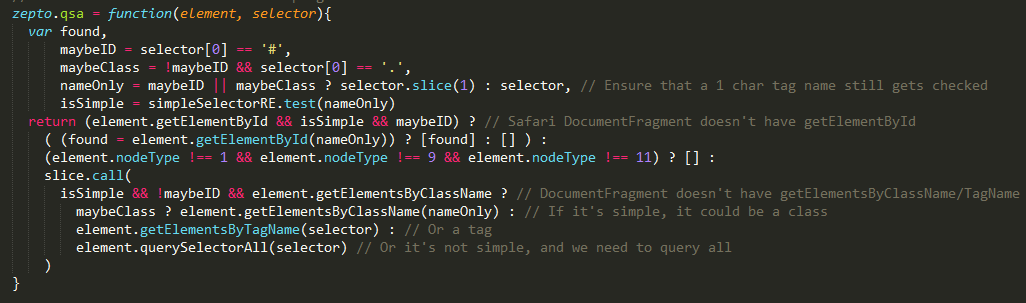 zepto.qsa = function(element, selector){
  var found,
      maybeID = selector[0] == '#',
      maybeClass = !maybeID && selector[0] == '.',
      nameOnly = maybeID || maybeClass ? selector.slice(1) : selector, // Ensure that a 1 char tag name still gets checked
      isSimple = simpleSelectorRE.test(nameOnly)
  return (element.getElementById && isSimple && maybeID) ? // Safari DocumentFragment doesn't have getElementById
    ( (found = element.getElementById(nameOnly)) ? [found] : [] ) :
    (element.nodeType !== 1 && element.nodeType !== 9 && element.nodeType !== 11) ? [] :
    slice.call(
      isSimple && !maybeID && element.getElementsByClassName ? // DocumentFragment doesn't have getElementsByClassName/TagName
        maybeClass ? element.getElementsByClassName(nameOnly) : // If it's simple, it could be a class
        element.getElementsByTagName(selector) : // Or a tag
        element.querySelectorAll(selector) // Or it's not simple, and we need to query all
    )
}